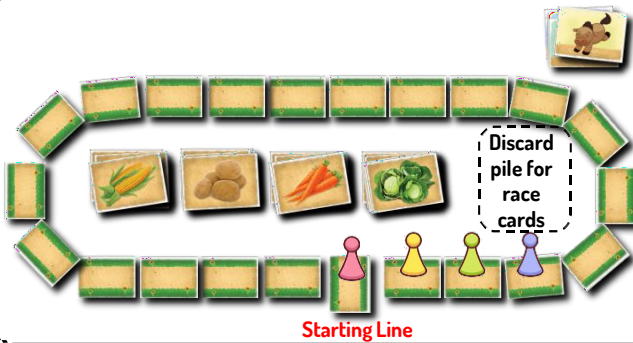 Discard
pile for
race
cards
Starting Line